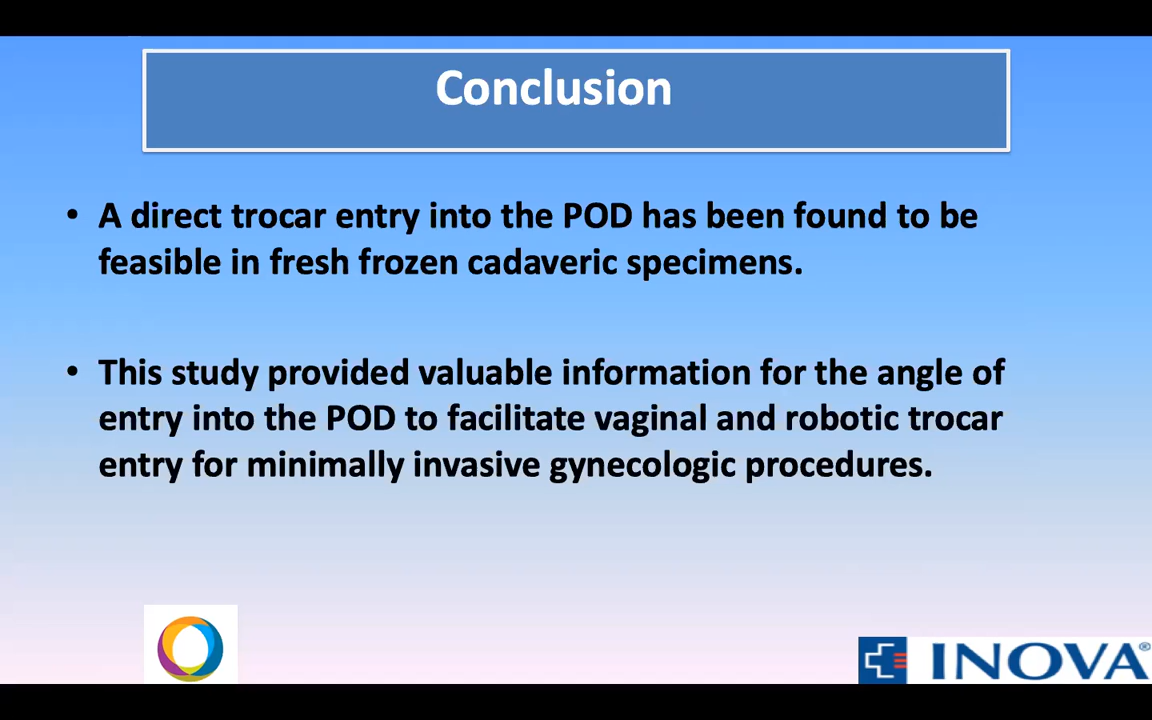 Conclusion
• A direct trocar entry into the POD has been found to be
feasible in fresh frozen cadaveric specimens.
• This study provided valuable information for the angle of
entry into the POD to facilitate vaginal and robotic trocar
entry for minimally invasive gynecologic procedures.
INOVA®